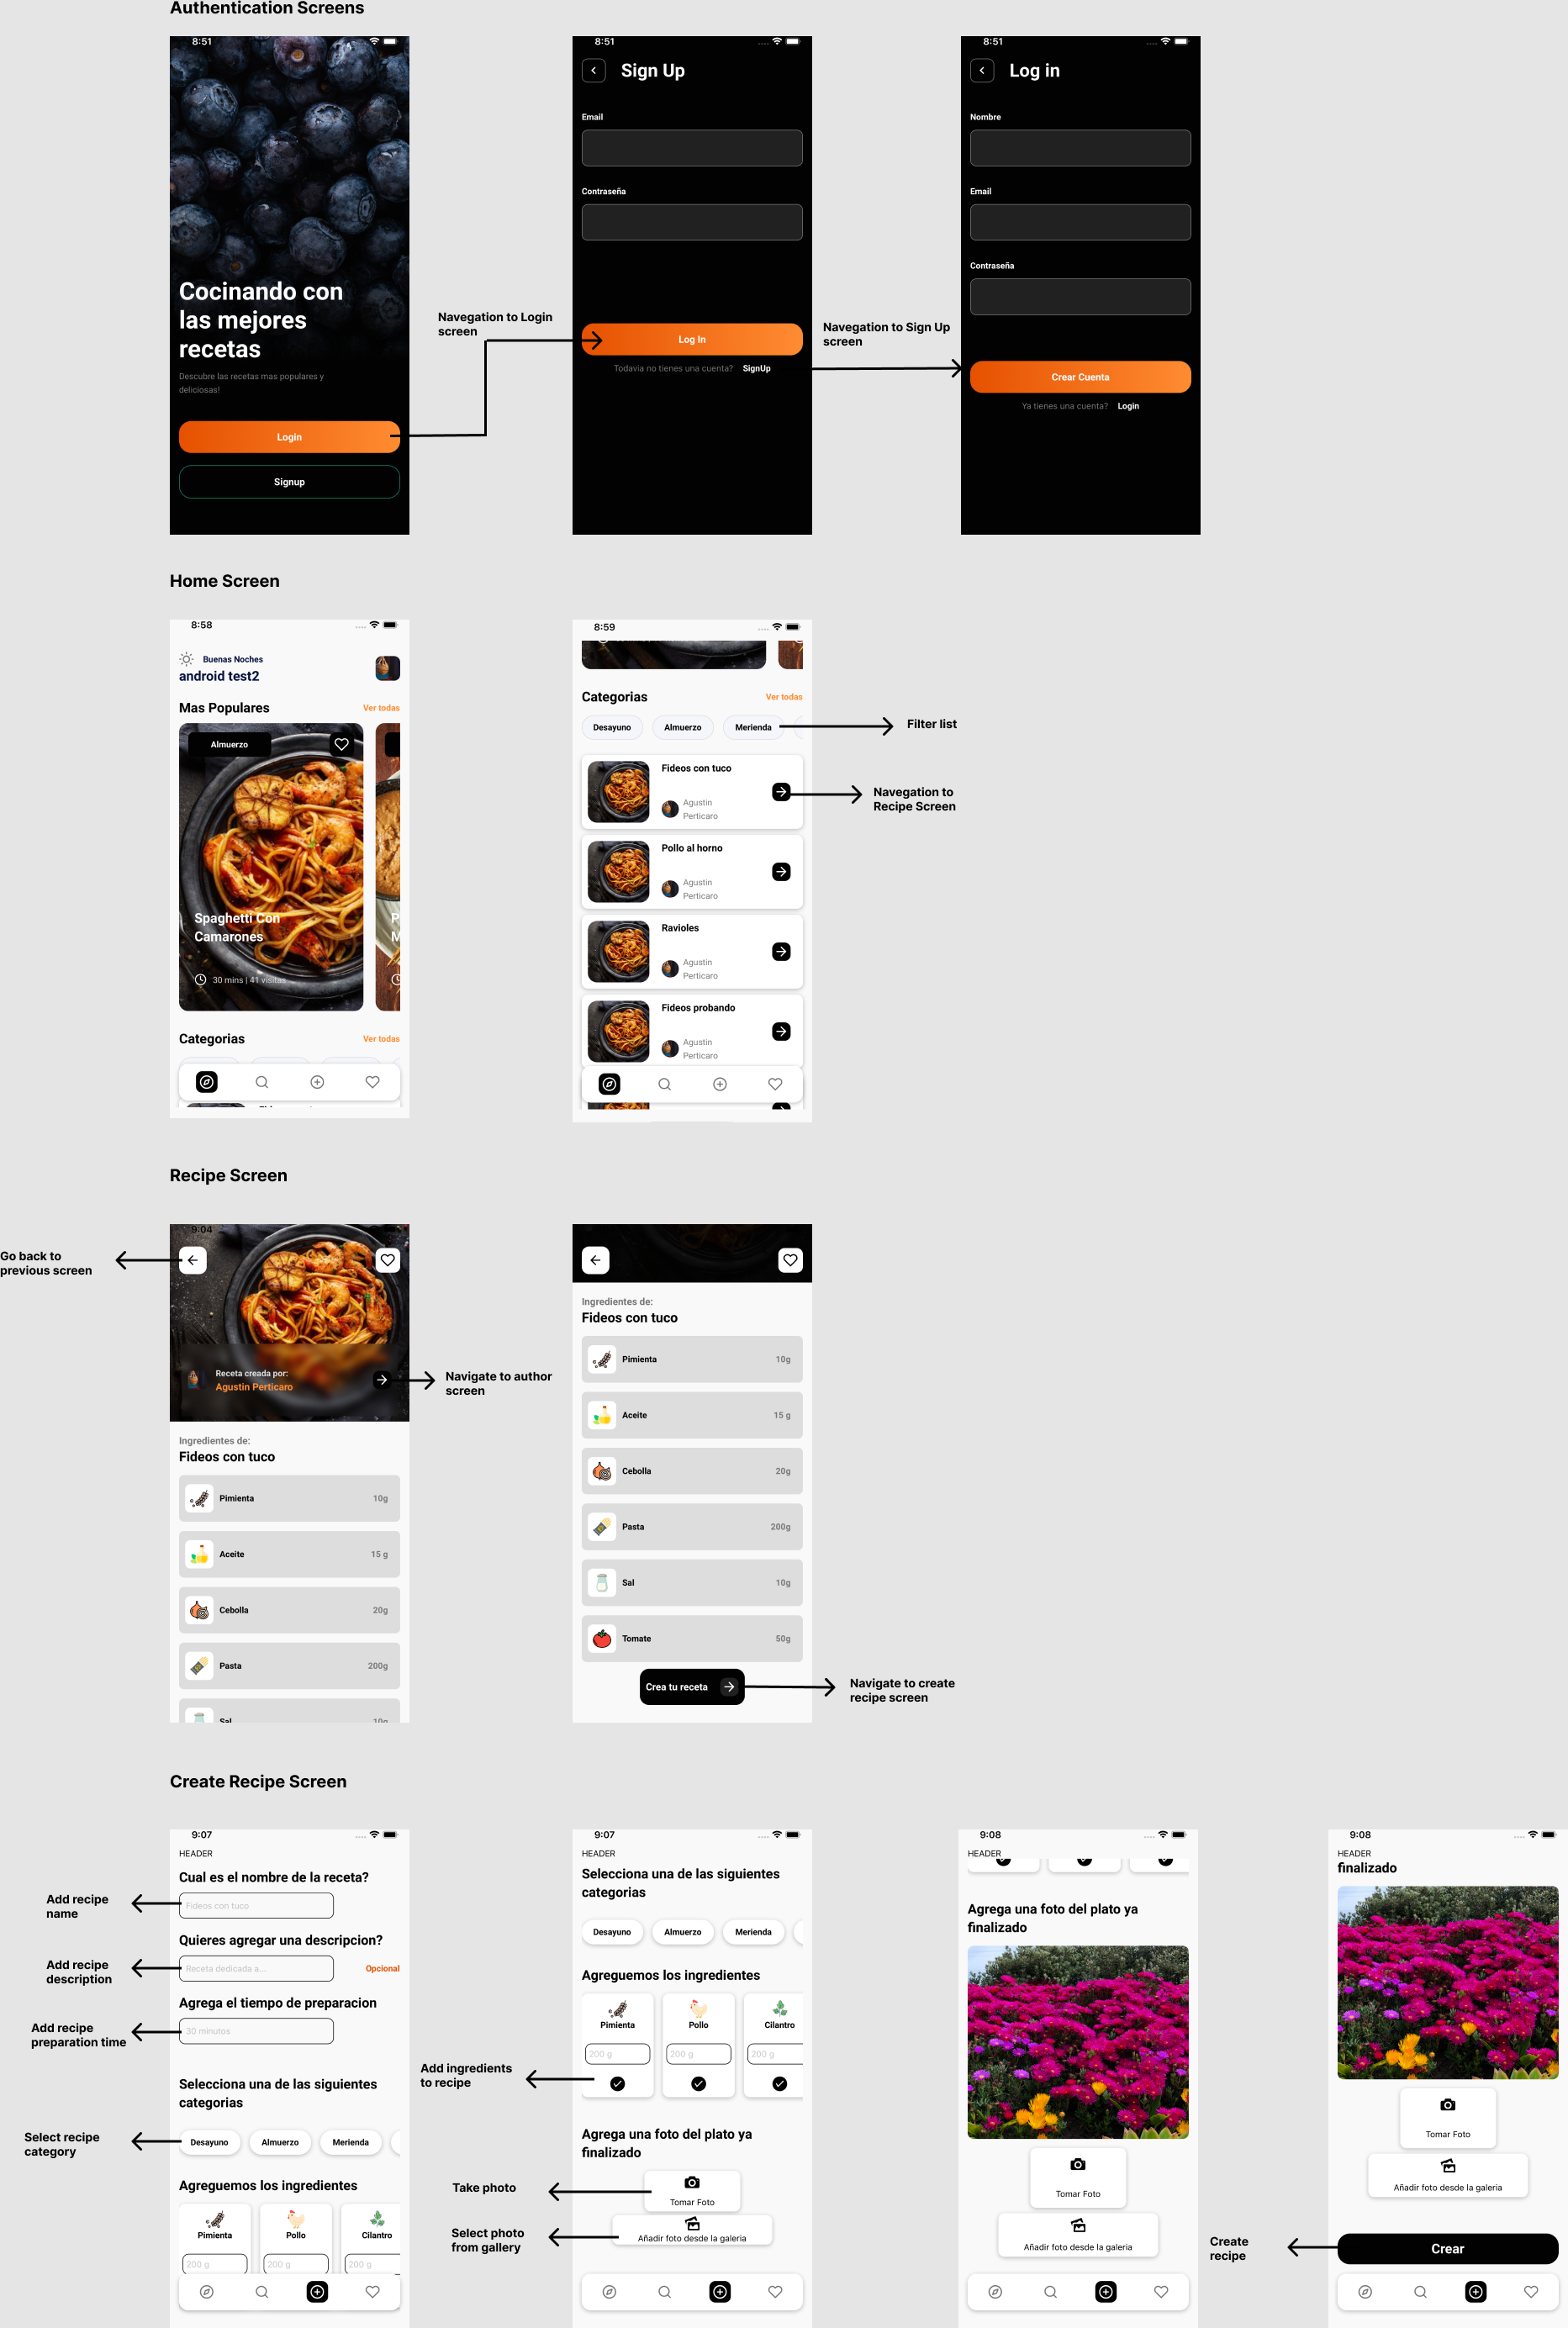 Authentication Screens
8:51
Cocinando con
las mejores
recetas
Descubre las recetas mas populares y
deliciosas!
Login
Signup
Navegation to Login
screen
8:51
Sign Up
Email
Contraseña
Log In
Todavia no tienes una cuenta? SignUp
Navegation to Sign Up
screen
8:51
Log in
Nombre
Email
Contraseña
Crear Cuenta
Ya tienes una cuenta? Login
Home Screen
8:58
Buenas Noches
android test2
Mas Populares
Ver todas
Almuerzo
Spaghetti Con
Camarones
30 mins | 41 visitas
P
M
Categorias
Ver todas
8:59
Categorias
Ver todas
Desayuno
Almuerzo
Merienda
Filter list
Fideos con tuco
Agustin
Perticaro
Navegation to
Recipe Screen
Pollo al horno
Agustin
Perticaro
Ravioles
Agustin
Perticaro
Fideos probando
Agustin
Perticaro
Recipe Screen
Go back to
previous screen
9:04
Receta creada por:
Agustin Perticaro
Navigate to author
screen
Ingredientes de:
Fideos con tuco
Pimienta 10g
Aceite 15 g
Cebolla 20g
Pasta 200g
Sal 10g
Ingredientes de:
Fideos con tuco
Pimienta 10g
Aceite 15 g
Cebolla 20g
Pasta 200g
Sal 10g
Tomate 50g
Crea tu receta
Navigate to create
recipe screen
Create Recipe Screen
9:07
HEADER
Cual es el nombre de la receta?
Add recipe
name
Fideos con tuco
Quieres agregar una descripcion?
Add recipe
description
Receta dedicada a...
Opcional
Agrega el tiempo de preparacion
Add recipe
preparation time
30 minutos
Selecciona una de las siguientes
categorias
Select recipe
category
Desayuno
Almuerzo
Merienda
Agreguemos los ingredientes
Pimienta
Pollo
Cilantro
200 g
200 g
200 g
9:07
HEADER
Selecciona una de las siguientes
categorias
Desayuno
Almuerzo
Merienda
Agreguemos los ingredientes
Pimienta
Pollo
Cilantro
200 g
200 g
200 g
Add ingredients
to recipe
Agrega una foto del plato ya
finalizado
Take photo
Tomar Foto
Select photo
from gallery
Añadir foto desde la galeria
9:08
HEADER
Agrega una foto del plato ya
finalizado
Tomar Foto
Añadir foto desde la galeria
9:08
HEADER
finalizado
Tomar Foto
Añadir foto desde la galeria
Create
recipe
Crear